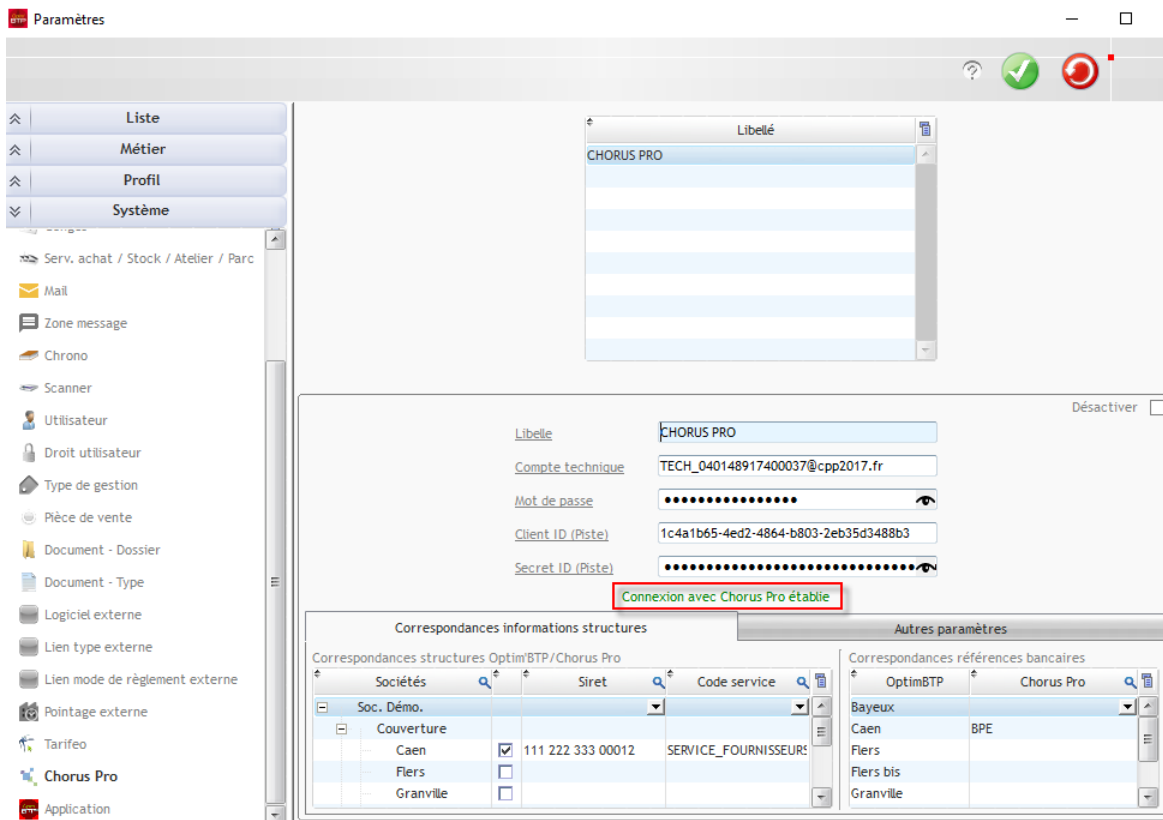 Paramètres
Liste
Métier
Profil
Système
Serv. achat / Stock / Atelier / Parc
Mail
Zone message
Chrono
Scanner
Utilisateur
Droit utilisateur
Type de gestion
Pièce de vente
Document - Dossier
Document - Type
Logiciel externe
Lien type externe
Lien mode de règlement externe
Pointage externe
Tarifeo
Chorus Pro
Application
Libellé
CHORUS PRO
Désactiver
Libelle CHORUS PRO
Compte technique TECH_040148917400037@cpp2017.fr
Mot de passe ••••••••••••••••
Client ID (Piste) 1c4a1b65-4ed2-4864-b803-2eb35d3488b3
Secret ID (Piste)
Connexion avec Chorus Pro établie
Correspondances informations structures Autres paramètres
Correspondances structures Optim'BTP/Chorus Pro
Sociétés Siret Code service
Soc. Démo.
Couverture
Caen 111 222 333 00012 SERVICE_FOURNISSEURS
Flers
Granville
Correspondances références bancaires
OptimBTP Chorus Pro
Bayeux
Caen BPE
Flers
Flers bis
Granville